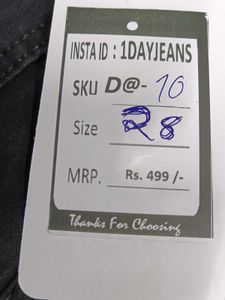 INSTA ID : 1DAYJEANS
SKU D@- 10
Size 28
MRP. Rs. 499 /-
Thanks For Choosing